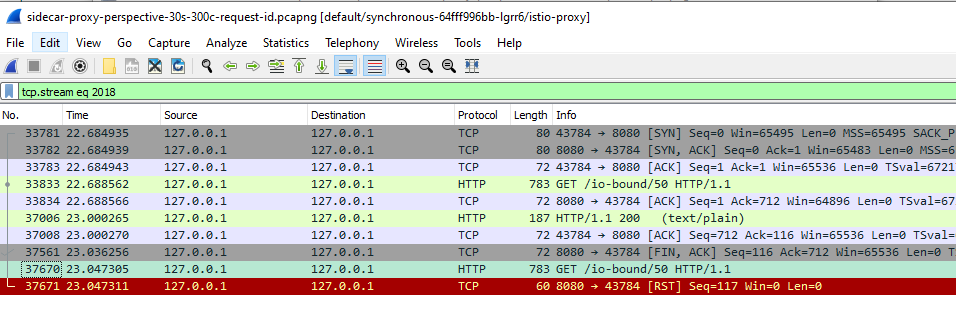 sidecar-proxy-perspective-30s-300c-request-id.pcapng [default/synchronous-64fff996bb-lgrr6/istio-proxy]
File Edit View Go Capture Analyze Statistics Telephony Wireless Tools Help
tcp.stream eq 2018
No. Time Source Destination Protocol Length Info
33781 22.684935 127.0.0.1 127.0.0.1 TCP 80 43784 → 8080 [SYN] Seq=0 Win=65495 Len=0 MSS=65495 SACK_P
33782 22.684939 127.0.0.1 127.0.0.1 TCP 80 8080 → 43784 [SYN, ACK] Seq=0 Ack=1 Win=65483 Len=0 MSS=6
33783 22.684943 127.0.0.1 127.0.0.1 TCP 72 43784 → 8080 [ACK] Seq=1 Ack=1 Win=65536 Len=0 TSval=6721
33833 22.688562 127.0.0.1 127.0.0.1 HTTP 783 GET /io-bound/50 HTTP/1.1
33834 22.688566 127.0.0.1 127.0.0.1 TCP 72 8080 → 43784 [ACK] Seq=1 Ack=712 Win=64896 Len=0 TSval=67
37006 23.000265 127.0.0.1 127.0.0.1 HTTP 187 HTTP/1.1 200 (text/plain)
37008 23.000270 127.0.0.1 127.0.0.1 TCP 72 43784 → 8080 [ACK] Seq=712 Ack=116 Win=65536 Len=0 TSval=
37561 23.036256 127.0.0.1 127.0.0.1 TCP 72 8080 → 43784 [FIN, ACK] Seq=116 Ack=712 Win=65536 Len=0 T
37670 23.047305 127.0.0.1 127.0.0.1 HTTP 783 GET /io-bound/50 HTTP/1.1
37671 23.047311 127.0.0.1 127.0.0.1 TCP 60 8080 → 43784 [RST] Seq=117 Win=0 Len=0